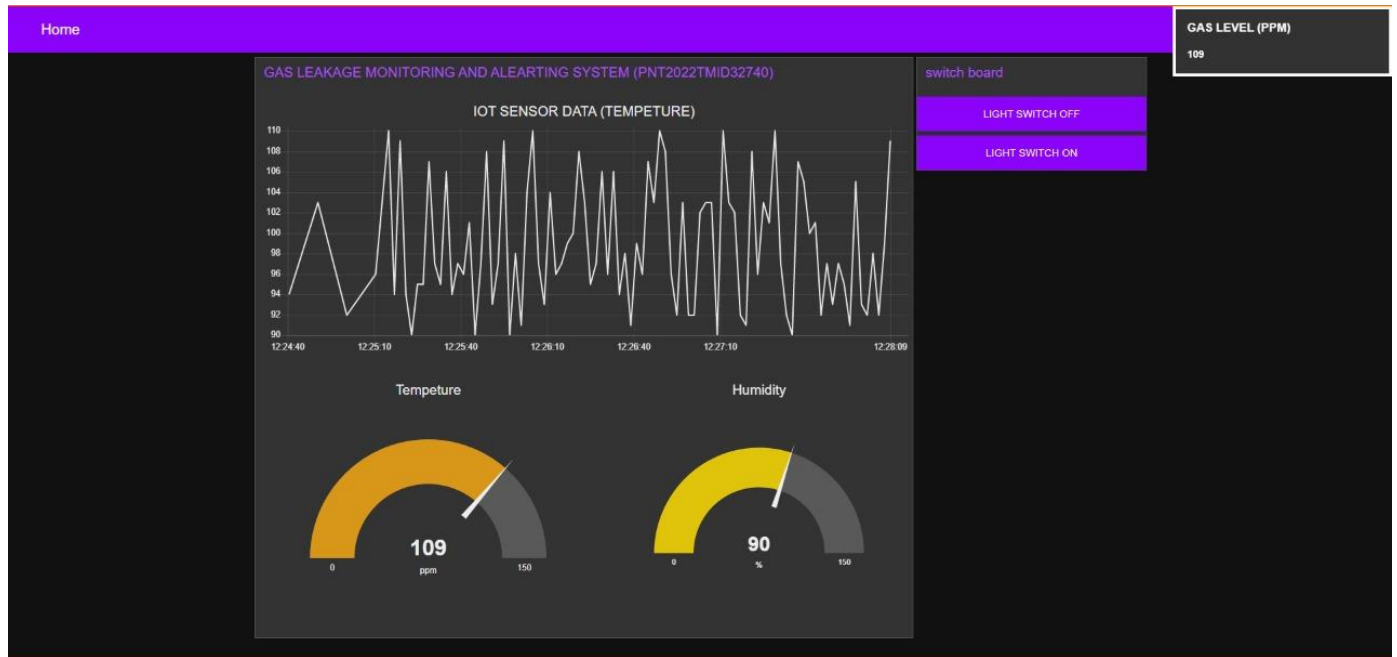 Home
GAS LEVEL (PPM)
109
GAS LEAKAGE MONITORING AND ALEARTING SYSTEM (PNT2022TMID32740)
switch board
LIGHT SWITCH OFF
LIGHT SWITCH ON
IOT SENSOR DATA (TEMPETURE)
110
108
106
104
102
100
98
96
94
92
90
12:24:40 12:25:10 12:25:40 12:26:10 12:26:40 12:27:10 12:28:09
Tempeture Humidity
109
ppm
0 150
90
%
0 150